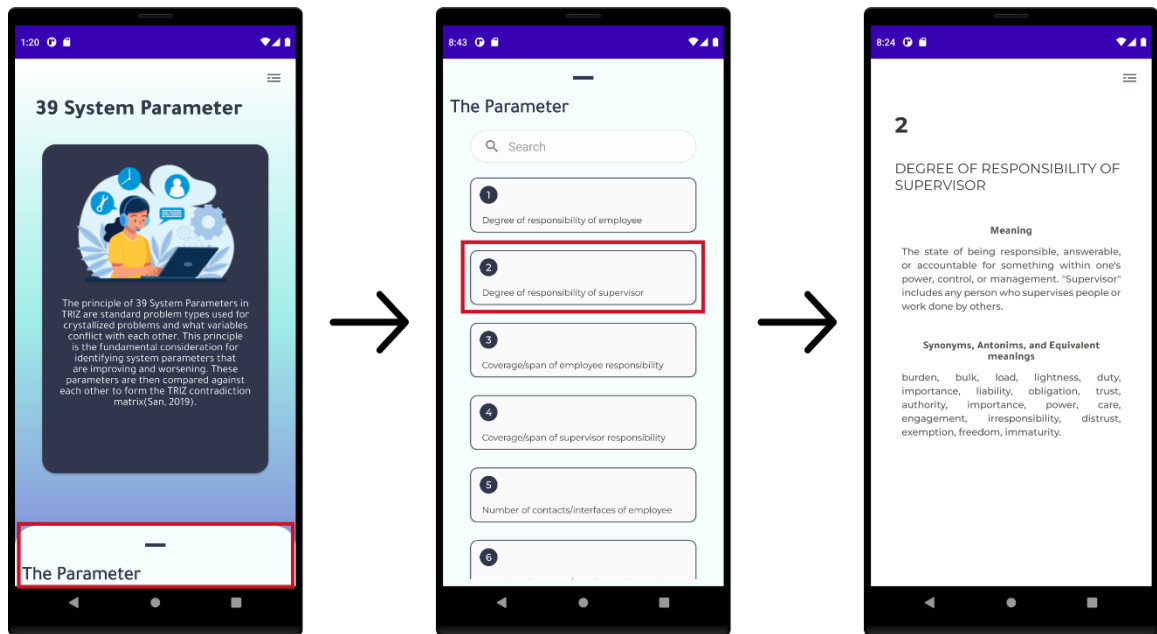 1:20
39 System Parameter
The principle of 39 System Parameters in
TRIZ are standard problem types used for
crystallized problems and what variables
conflict with each other. This principle
is the fundamental consideration for
identifying system parameters that
are improving and worsening. These
parameters are then compared against
each other to form the TRIZ contradiction
matrix(San, 2019).
The Parameter
8:43
The Parameter
Search
1
Degree of responsibility of employee
2
Degree of responsibility of supervisor
3
Coverage/span of employee responsibility
4
Coverage/span of supervisor responsibility
5
Number of contacts/interfaces of employee
6
8:24
2
DEGREE OF RESPONSIBILITY OF
SUPERVISOR
Meaning
The state of being responsible, answerable,
or accountable for something within one's
power, control, or management. "Supervisor"
includes any person who supervises people or
work done by others.
Synonyms, Antonims, and Equivalent
meanings
burden, bulk, load, lightness, duty,
importance, liability, obligation, trust,
authority, importance, power, care,
engagement, irresponsibility, distrust,
exemption, freedom, immaturity.